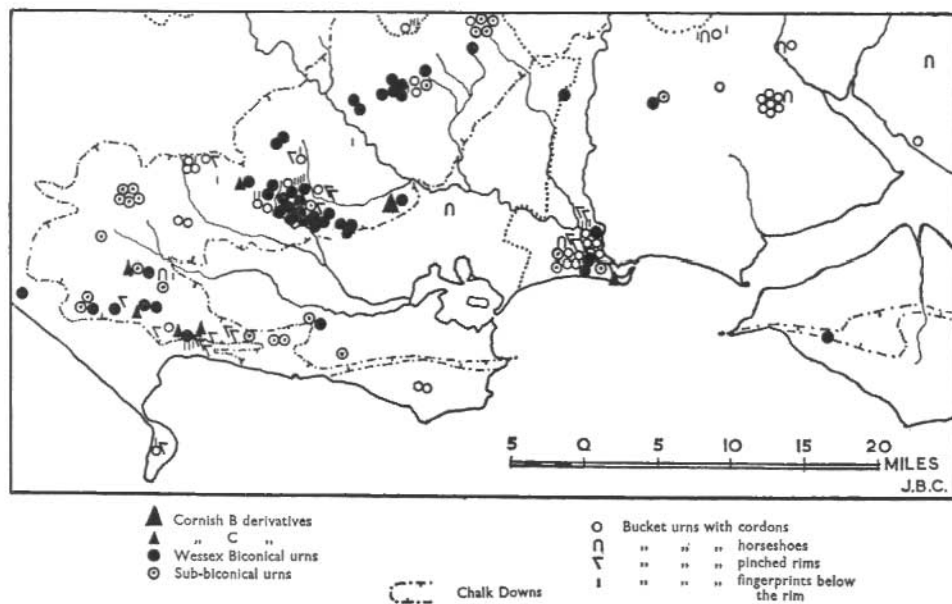 5 0 5 10 15 20
MILES
J.B.C.
Cornish B derivatives
„ C „
Wessex Biconical urns
Sub-biconical urns
Chalk Downs
Bucket urns with cordons
„ „ „ horseshoes
„ „ „ pinched rims
„ „ „ fingerprints below
the rim